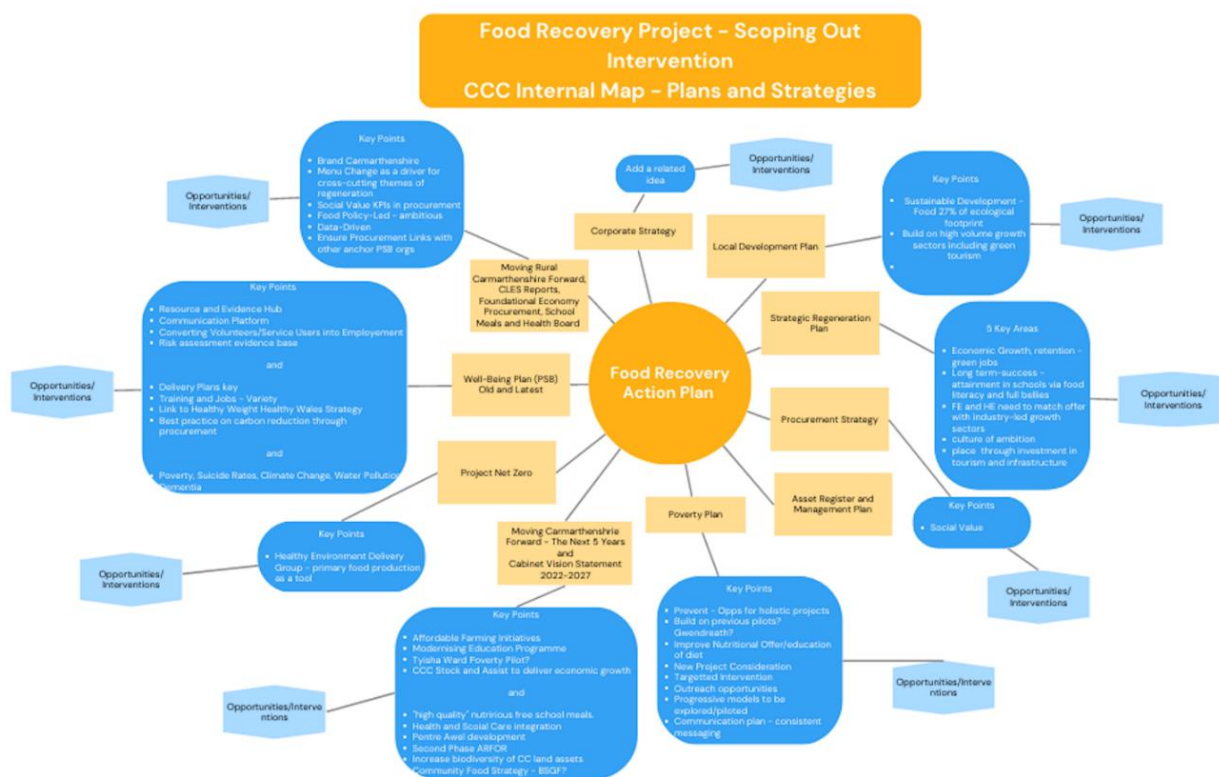 Food Recovery Project - Scoping Out
Intervention
CCC Internal Map - Plans and Strategies
Key Points
Brand Carmarthenshire
Menu Change as a driver for
cross-cutting themes of
regeneration
Social Value KPIs in procurement
Food Policy-Led - ambitious
Data-Driven
Ensure Procurement Links with
other anchor PSB orgs
Opportunities/
Interventions
Add a related
idea
Opportunities/
Interventions
Key Points
Sustainable Development -
Food 27% of ecological
footprint
Build on high volume growth
sectors including green
tourism
Opportunities/
Interventions
Corporate Strategy
Local Development Plan
Moving Rural
Carmarthenshire Forward,
CLES Reports,
Foundational Economy
Procurement, School
Meals and Health Board
Strategic Regeneration
Plan
Key Points
Resource and Evidence Hub
Communication Platform
Converting Volunteers/Service Users into Employement
Risk assessment evidence base
and
Delivery Plans key
Training and Jobs - Variety
Link to Healthy Weight Healthy Wales Strategy
Best practice on carbon reduction through
procurement
and
Poverty, Suicide Rates, Climate Change, Water Pollution,
Dementia
Opportunities/
Interventions
Well-Being Plan (PSB)
Old and Latest
Food Recovery
Action Plan
5 Key Areas
Economic Growth, retention -
green jobs
Long term-success -
attainment in schools via food
literacy and full bellies
FE and HE need to match offer
with industry-led growth
sectors
culture of ambition
place through investment in
tourism and infrastructure
Opportunities/
Interventions
Procurement Strategy
Project Net Zero
Asset Register and
Management Plan
Poverty Plan
Key Points
Social Value
Opportunities/
Interventions
Moving Carmarthenshrie
Forward - The Next 5 Years
and
Cabinet Vision Statement
2022-2027
Key Points
Healthy Environment Delivery
Group - primary food production
as a tool
Opportunities/
Interventions
Key Points
Affordable Farming Initiatives
Modernising Education Programme
Tyisha Ward Poverty Pilot?
CCC Stock and Assist to deliver economic growth
and
"high quality" nutririous free school meals.
Health and Scoial Care integration
Pentre Awel development
Second Phase ARFOR
Increase biodiversity of CC land assets
Community Food Strategy - BSGF?
Opportunities/Interve
ntions
Key Points
Prevent - Opps for holistic projects
Build on previous pilots?
Gwendreath?
Improve Nutritional Offer/education
of diet
New Project Consideration
Targetted Intervention
Outreach opportunities
Progressive models to be
explored/piloted
Communication plan - consistent
messaging
Opportunities/Interve
ntions